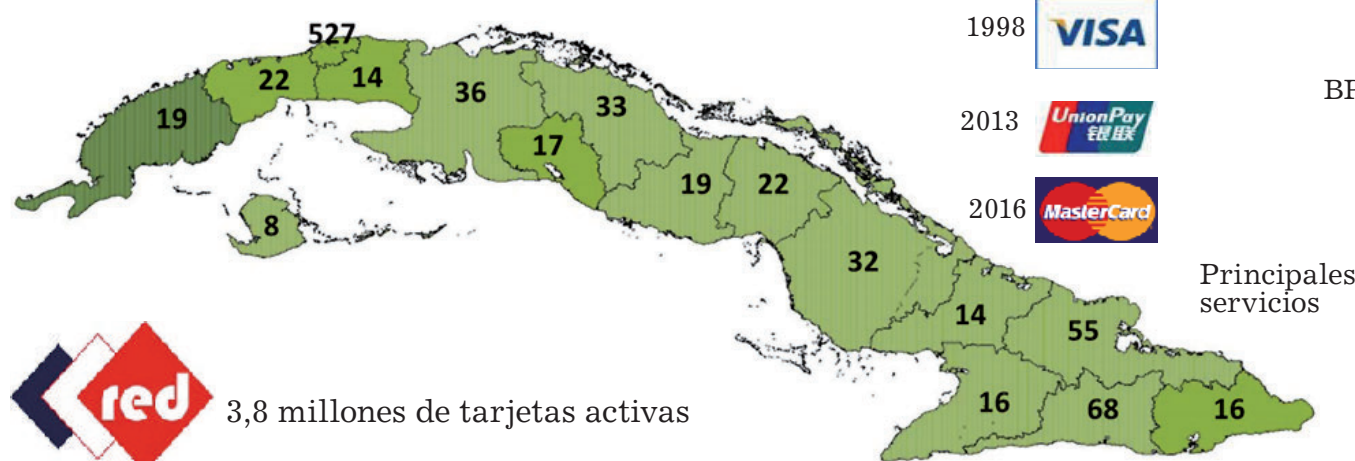 527
22
14
19
36
33
17
19
22
8
32
14
55
16
68
16
1998 VISA
2013 UnionPay
银联
2016 MasterCard
Principales
servicios
red
3,8 millones de tarjetas activas